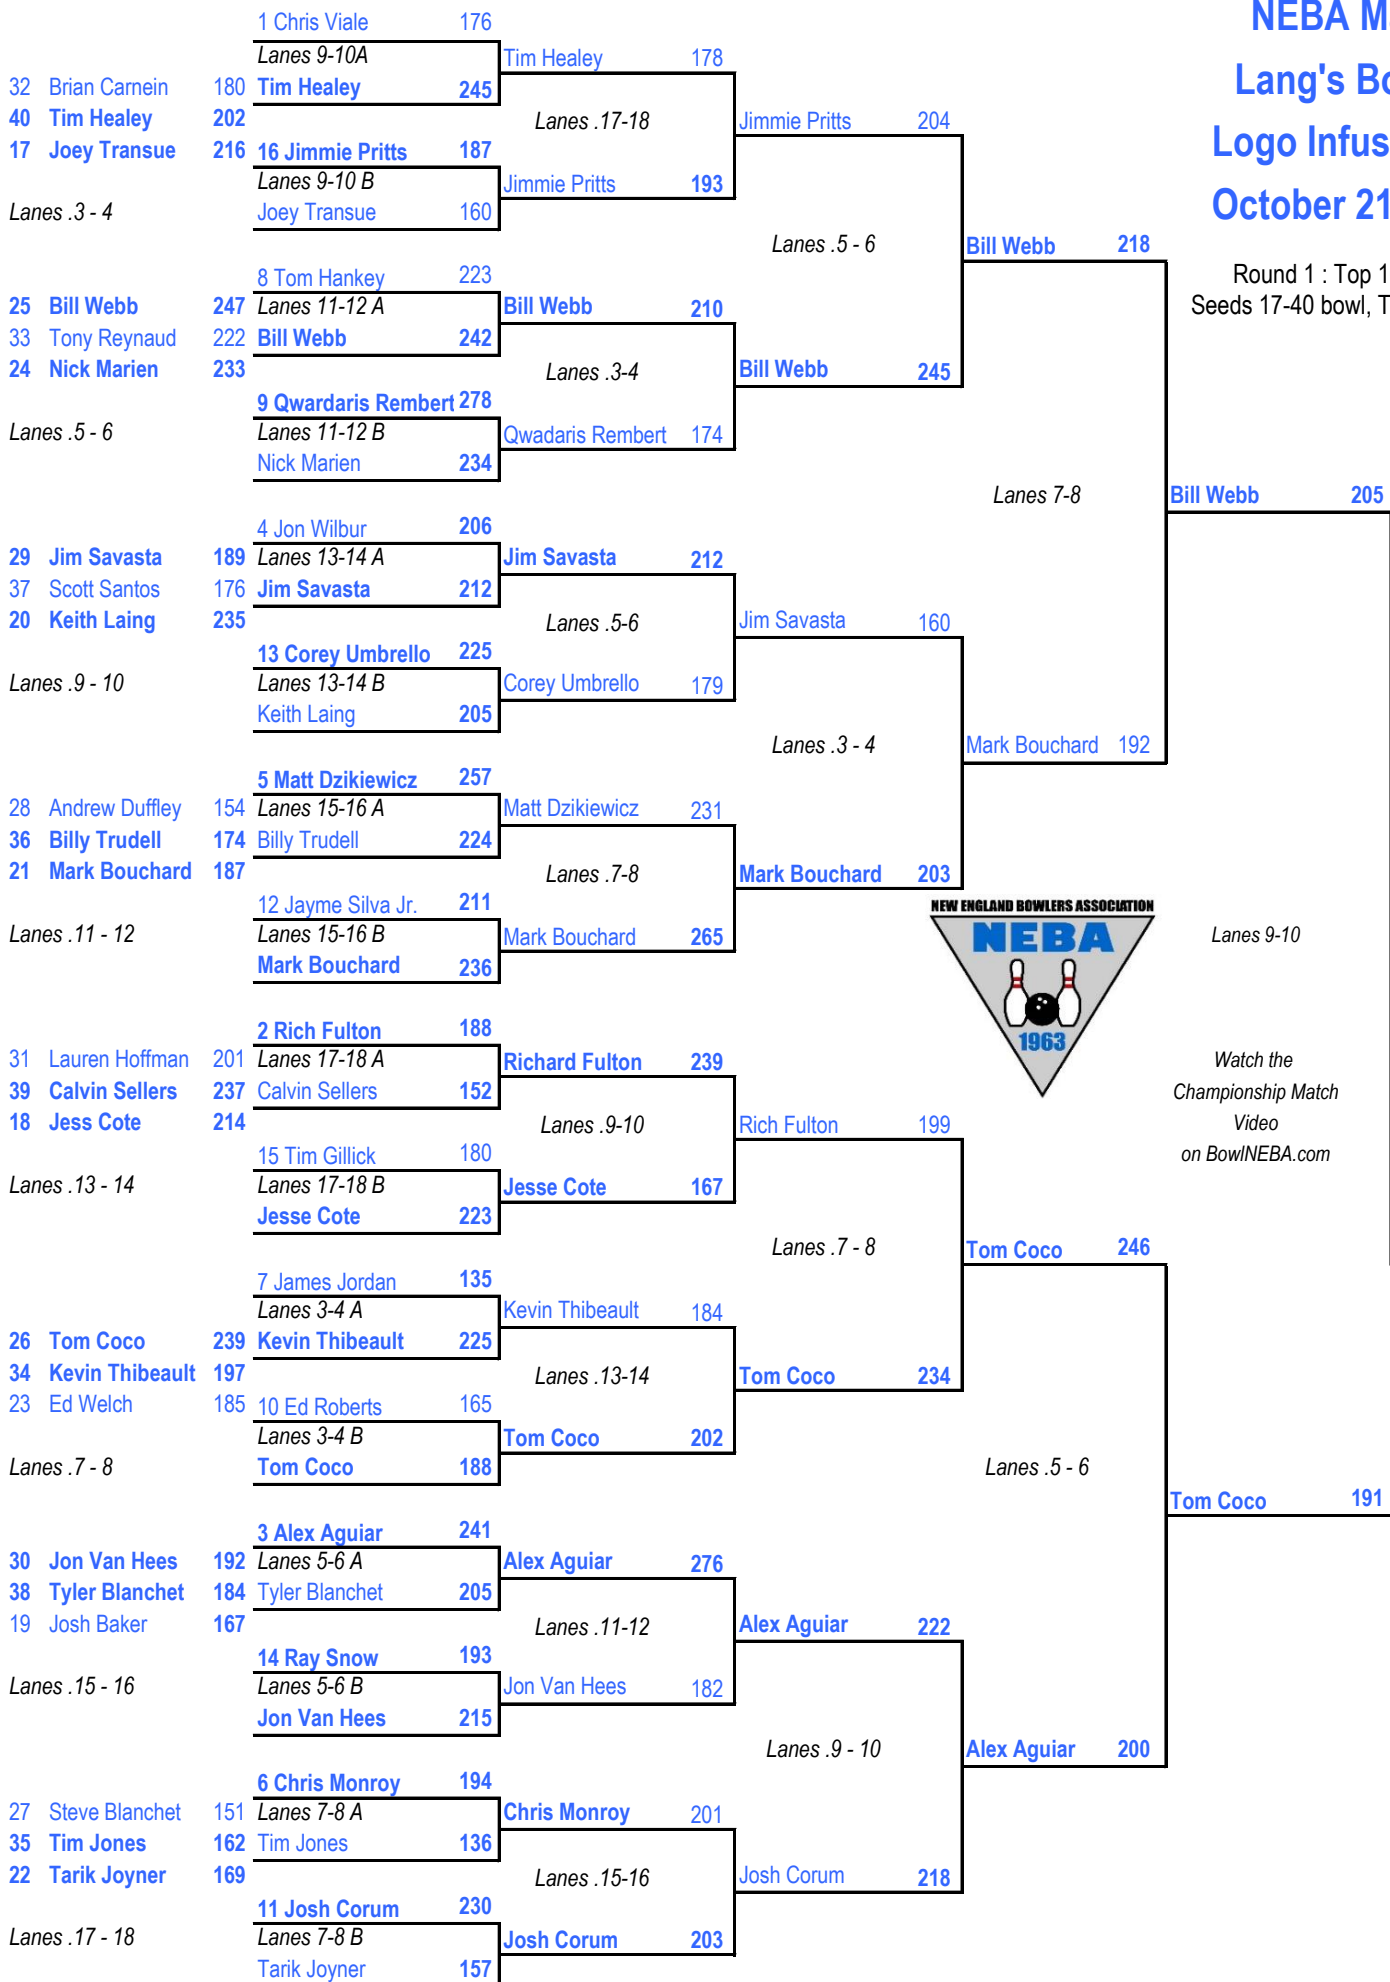 NEBA M
Lang's Bo
Logo Infus
October 21
Round 1 : Top 1
Seeds 17-40 bowl, T
1 Chris Viale 176
Lanes 9-10A
Tim Healey 178
32 Brian Carnein 180 Tim Healey 245
40 Tim Healey 202
Lanes .17-18
Jimmie Pritts 204
17 Joey Transue 216 16 Jimmie Pritts 187
Lanes 9-10 B
Jimmie Pritts 193
Lanes .3 - 4
Joey Transue 160
Lanes .5 - 6
Bill Webb 218
8 Tom Hankey 223
25 Bill Webb 247 Lanes 11-12 A
Bill Webb 210
33 Tony Reynaud 222 Bill Webb 242
24 Nick Marien 233
Lanes .3-4
Bill Webb 245
9 Qwardaris Rembert 278
Lanes .5 - 6
Lanes 11-12 B
Qwadaris Rembert 174
Nick Marien 234
Lanes 7-8
Bill Webb 205
4 Jon Wilbur 206
29 Jim Savasta 189 Lanes 13-14 A
Jim Savasta 212
37 Scott Santos 176 Jim Savasta 212
20 Keith Laing 235
Lanes .5-6
Jim Savasta 160
13 Corey Umbrello 225
Lanes .9 - 10
Lanes 13-14 B
Corey Umbrello 179
Keith Laing 205
Lanes .3 - 4
Mark Bouchard 192
5 Matt Dzikiewicz 257
28 Andrew Duffley 154 Lanes 15-16 A
Matt Dzikiewicz 231
36 Billy Trudell 174 Billy Trudell 224
21 Mark Bouchard 187
Lanes .7-8
Mark Bouchard 203
12 Jayme Silva Jr. 211
NEW ENGLAND BOWLERS ASSOCIATION
NEBA
1963
Lanes .11 - 12
Lanes 15-16 B
Mark Bouchard 265
Lanes 9-10
Mark Bouchard 236
2 Rich Fulton 188
31 Lauren Hoffman 201 Lanes 17-18 A
Richard Fulton 239
Watch the
Championship Match
Video
on BowlNEBA.com
39 Calvin Sellers 237 Calvin Sellers 152
18 Jess Cote 214
Lanes .9-10
Rich Fulton 199
15 Tim Gillick 180
Lanes .13 - 14
Lanes 17-18 B
Jesse Cote 167
Jesse Cote 223
Lanes .7 - 8
Tom Coco 246
7 James Jordan 135
Lanes 3-4 A
Kevin Thibeault 184
26 Tom Coco 239 Kevin Thibeault 225
34 Kevin Thibeault 197
Lanes .13-14
Tom Coco 234
23 Ed Welch 185 10 Ed Roberts 165
Lanes 3-4 B
Tom Coco 202
Lanes .7 - 8
Tom Coco 188
Lanes .5 - 6
Tom Coco 191
3 Alex Aguiar 241
30 Jon Van Hees 192 Lanes 5-6 A
Alex Aguiar 276
38 Tyler Blanchet 184 Tyler Blanchet 205
19 Josh Baker 167
Lanes .11-12
Alex Aguiar 222
14 Ray Snow 193
Lanes .15 - 16
Lanes 5-6 B
Jon Van Hees 182
Jon Van Hees 215
Lanes .9 - 10
Alex Aguiar 200
6 Chris Monroy 194
27 Steve Blanchet 151 Lanes 7-8 A
Chris Monroy 201
35 Tim Jones 162 Tim Jones 136
22 Tarik Joyner 169
Lanes .15-16
Josh Corum 218
11 Josh Corum 230
Lanes .17 - 18
Lanes 7-8 B
Josh Corum 203
Tarik Joyner 157